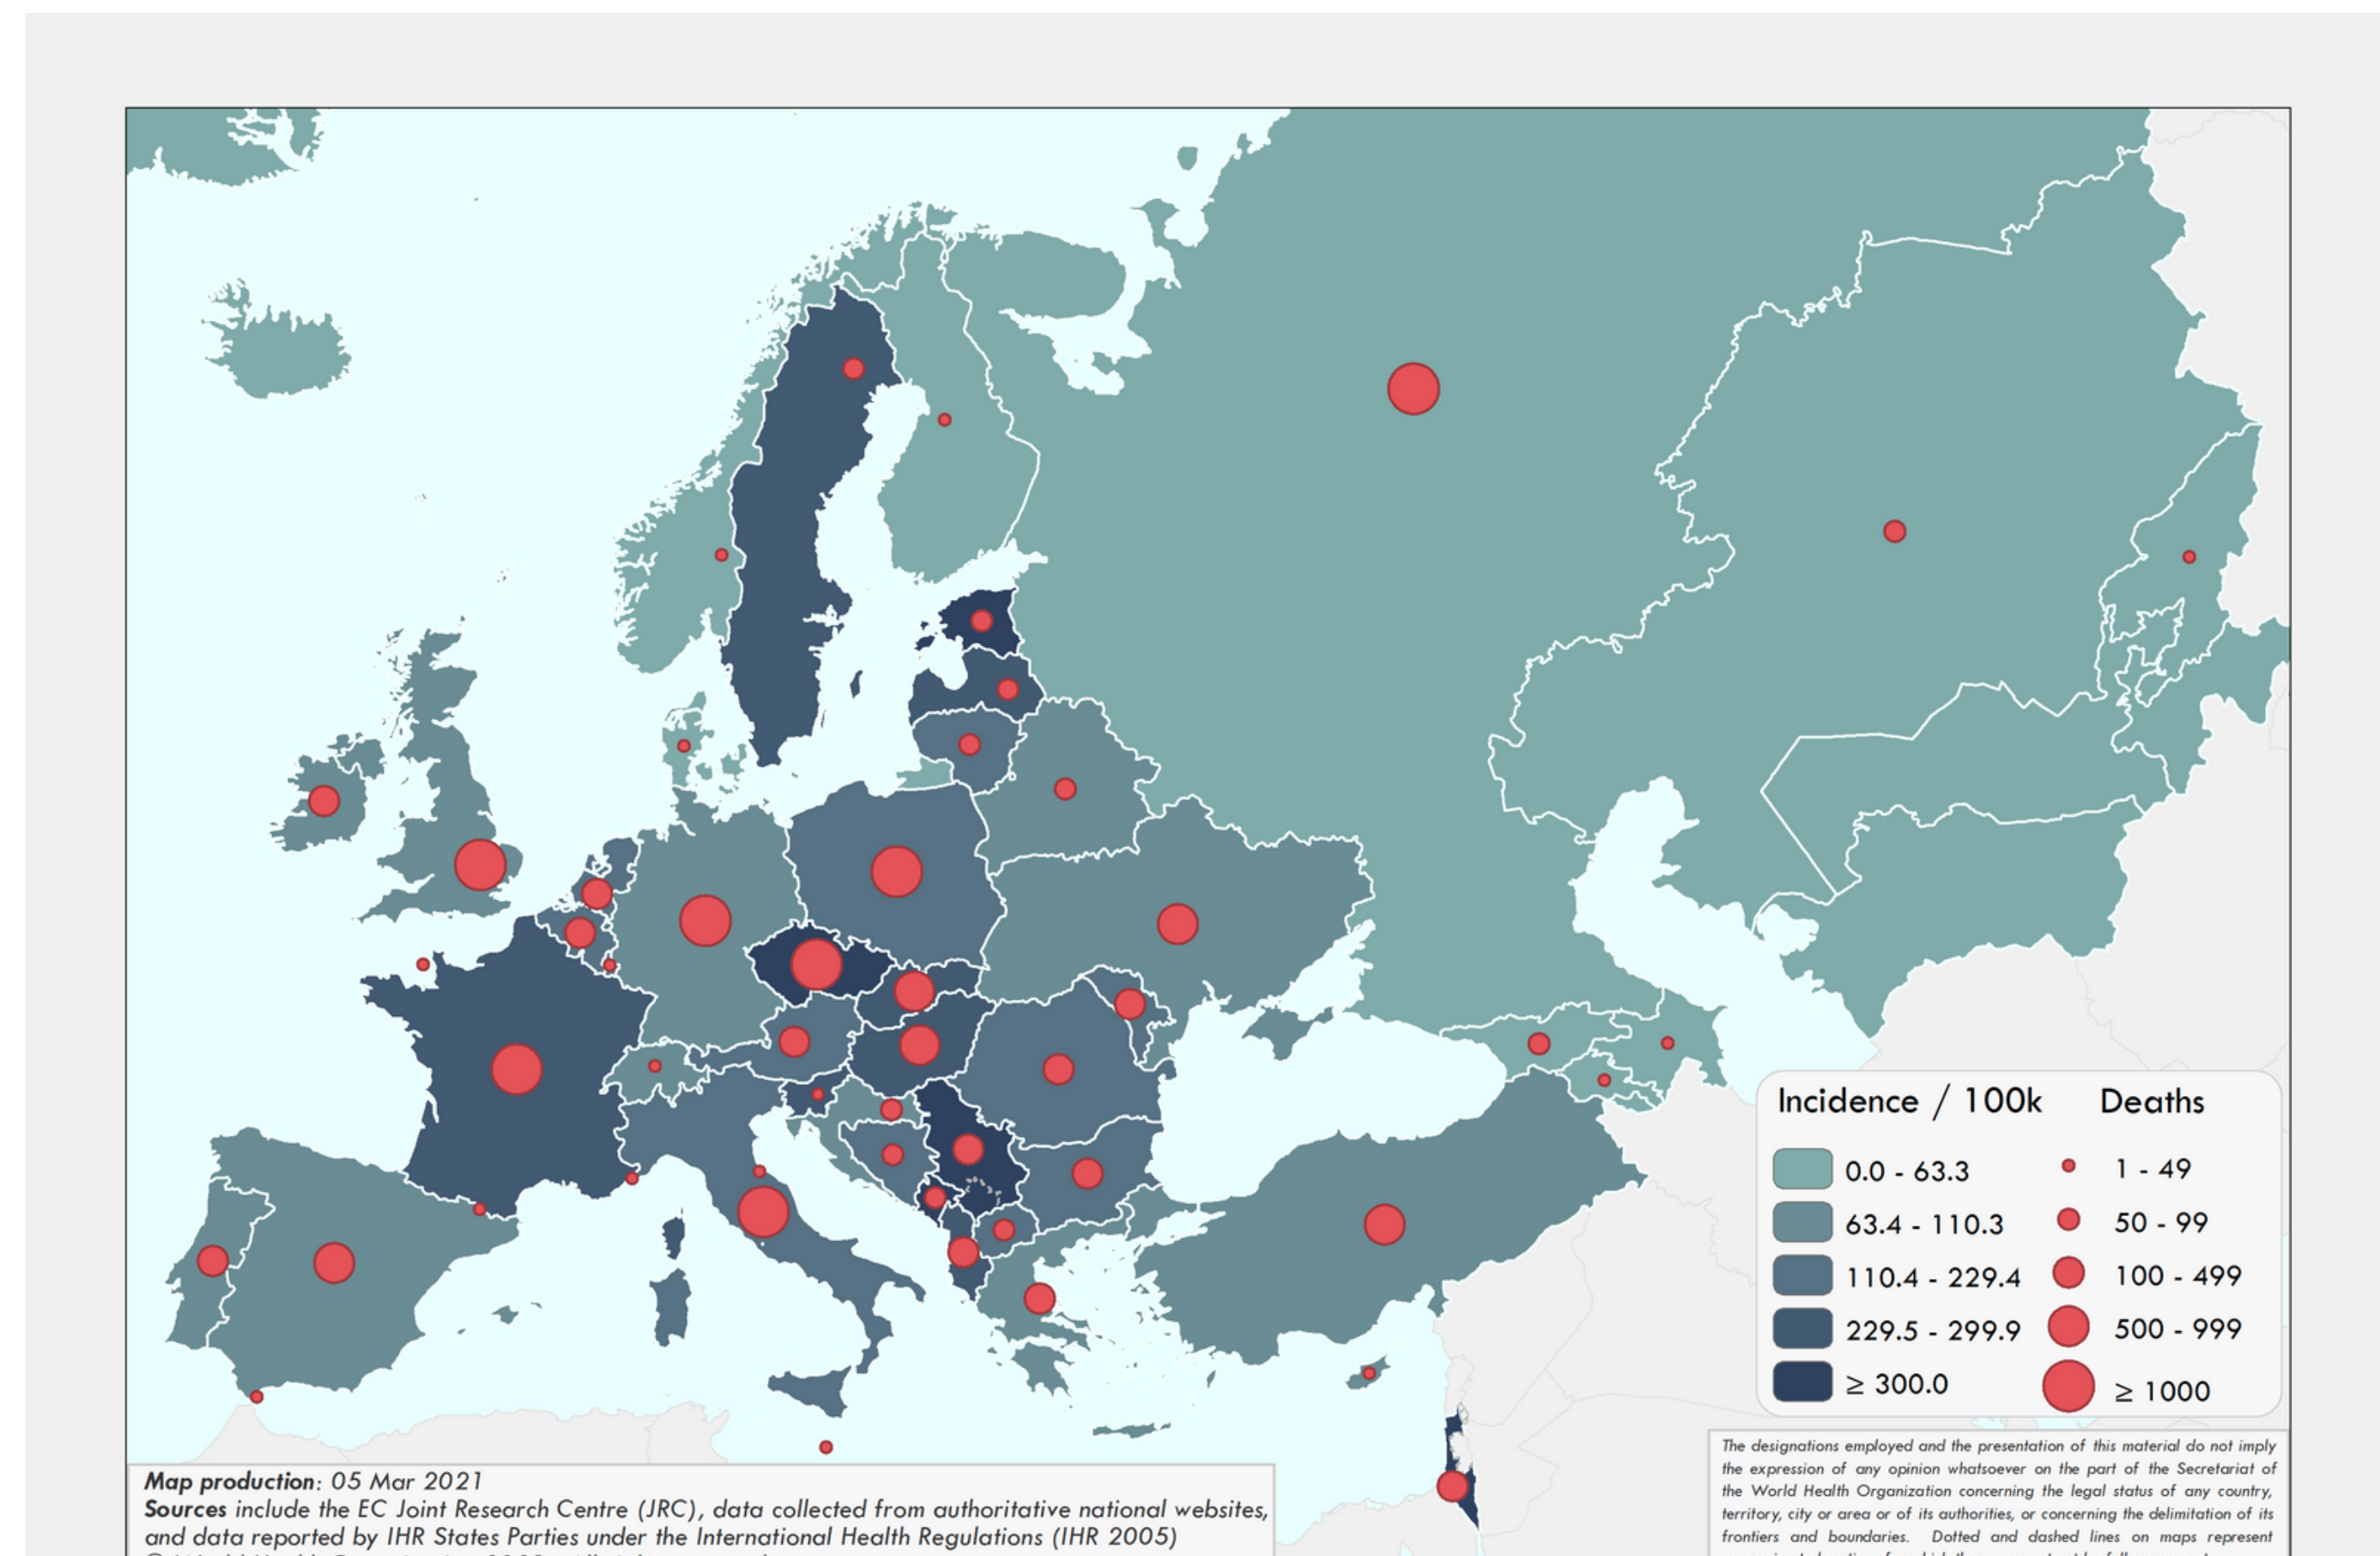 Incidence / 100k Deaths
0.0 - 63.3 1 - 49
63.4 - 110.3 50 - 99
110.4 - 229.4 100 - 499
229.5 - 299.9 500 - 999
≥ 300.0 ≥ 1000
Map production: 05 Mar 2021
Sources include the EC Joint Research Centre (JRC), data collected from authoritative national websites,
and data reported by IHR States Parties under the International Health Regulations (IHR 2005)
The designations employed and the presentation of this material do not imply
the expression of any opinion whatsoever on the part of the Secretariat of
the World Health Organization concerning the legal status of any country,
territory, city or area or of its authorities, or concerning the delimitation of its
frontiers and boundaries. Dotted and dashed lines on maps represent